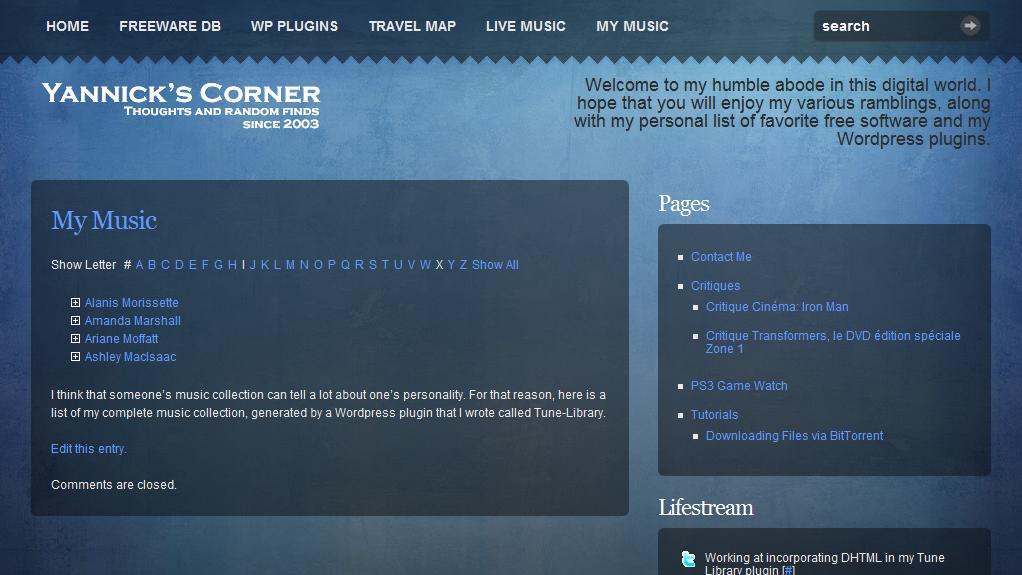 HOME FREEWARE DB WP PLUGINS TRAVEL MAP LIVE MUSIC MY MUSIC search
YANNICK'S CORNER
THOUGHTS AND RANDOM FINDS
SINCE 2003
Welcome to my humble abode in this digital world. I
hope that you will enjoy my various ramblings, along
with my personal list of favorite free software and my
Wordpress plugins.
My Music
Show Letter # A B C D E F G H I J K L M N O P Q R S T U V W X Y Z Show All
Alanis Morissette
Amanda Marshall
Ariane Moffatt
Ashley MacIsaac
I think that someone's music collection can tell a lot about one's personality. For that reason, here is a
list of my complete music collection, generated by a Wordpress plugin that I wrote called Tune-Library.
Edit this entry.
Comments are closed.
Pages
Contact Me
Critiques
Critique Cinéma: Iron Man
Critique Transformers, le DVD édition spéciale
Zone 1
PS3 Game Watch
Tutorials
Downloading Files via BitTorrent
Lifestream
Working at incorporating DHTML in my Tune
Library plugin [#]